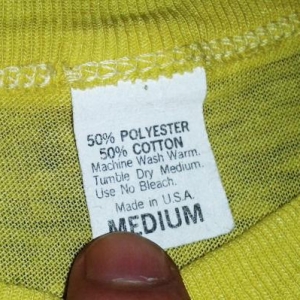 50% POLYESTER
50% COTTON
Machine Wash Warm.
Tumble Dry Medium.
Use No Bleach.
Made in U.S.A.
MEDIUM